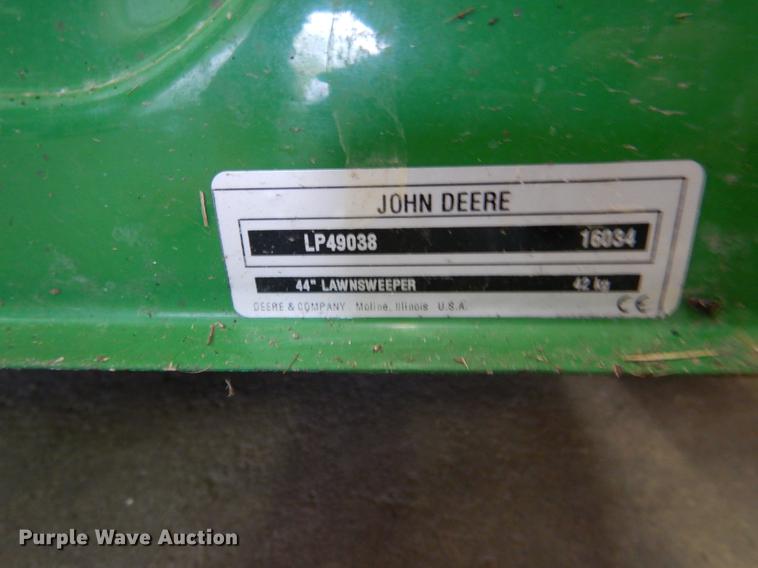 JOHN DEERE
LP49038 16034
44" LAWNSWEEPER 42 kg
DEERE & COMPANY Moline, Illinois U.S.A.
CE
Purple Wave Auction